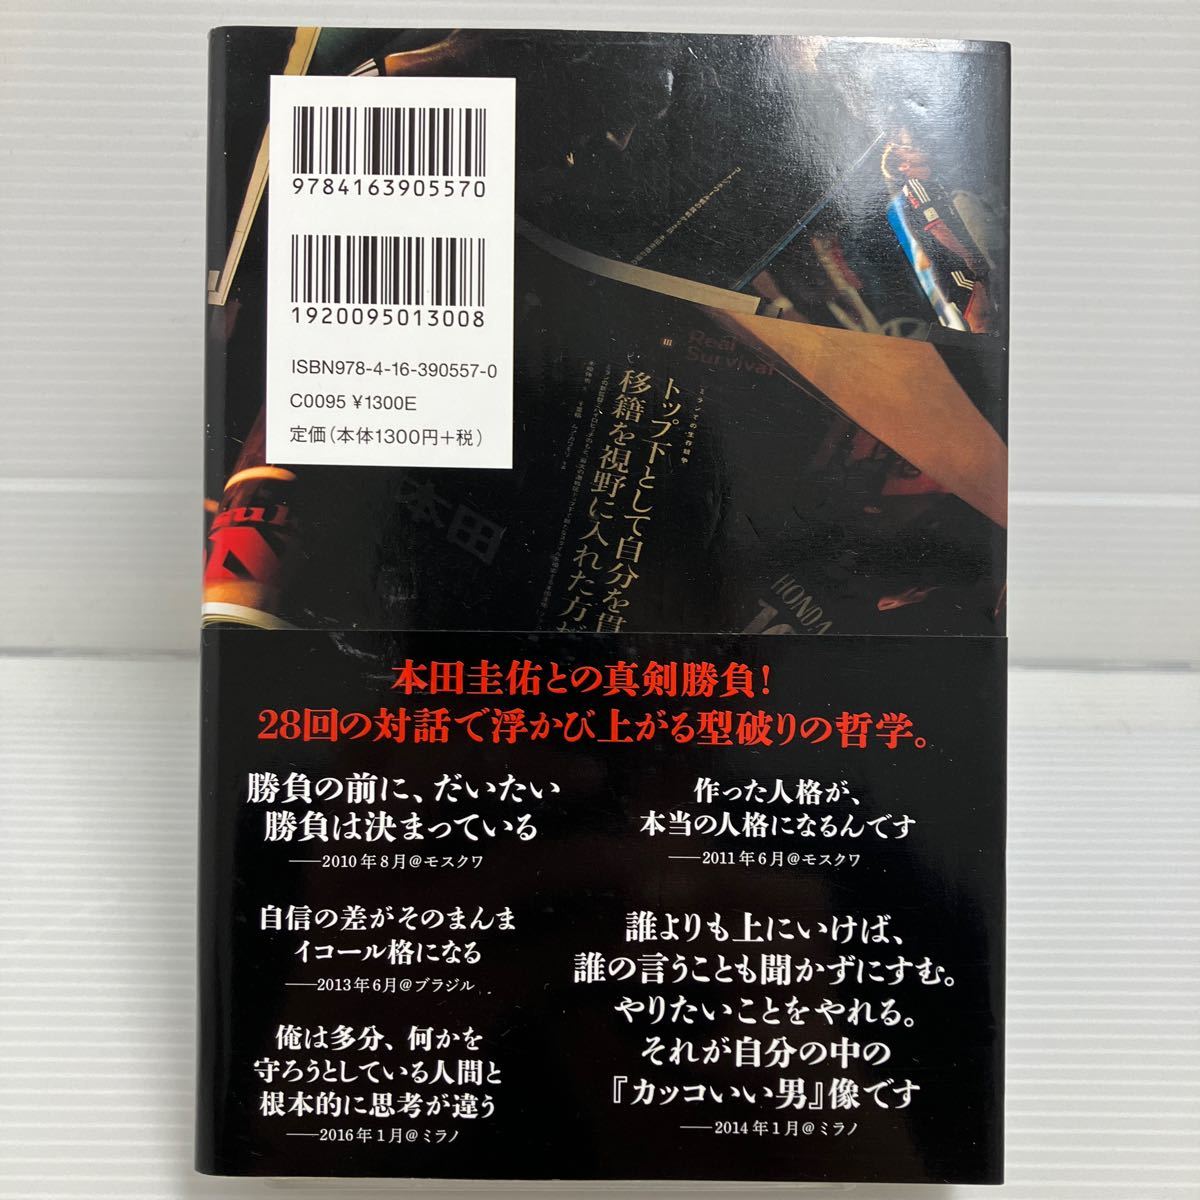 9784163905570
1920095013008
ISBN978-4-16-390557-0
C0095 ¥1300E
定価(本体1300円+税)
Real
Survival
III
ミランでの生存競争
トップ下として自分を貫
移籍を視野に入れた方が
本田
HONDA
本田圭佑との真剣勝負!
28回の対話で浮かび上がる型破りの哲学。
勝負の前に、だいたい
勝負は決まっている
——2010年8月@モスクワ
作った人格が、
本当の人格になるんです
——2011年6月@モスクワ
自信の差がそのまんま
イコール格になる
——2013年6月@ブラジル
誰よりも上にいけば、
誰の言うことも聞かずにすむ。
やりたいことをやれる。
それが自分の中の
『カッコいい男』像です
——2014年1月@ミラノ
俺は多分、何かを
守ろうとしている人間と
根本的に思考が違う
——2016年1月@ミラノ